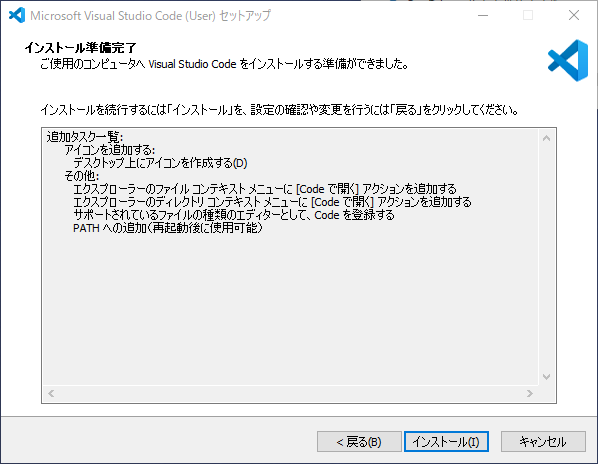 Microsoft Visual Studio Code (User) セットアップ
インストール準備完了
ご使用のコンピュータへ Visual Studio Code をインストールする準備ができました。
インストールを続行するには「インストール」を、設定の確認や変更を行うには「戻る」をクリックしてください。
追加タスク一覧:
アイコンを追加する:
デスクトップ上にアイコンを作成する(D)
その他:
エクスプローラーのファイル コンテキスト メニューに [Code で開く] アクションを追加する
エクスプローラーのディレクトリ コンテキスト メニューに [Code で開く] アクションを追加する
サポートされているファイルの種類のエディターとして、Code を登録する
PATH への追加（再起動後に使用可能）
< 戻る(B)
インストール(I)
キャンセル